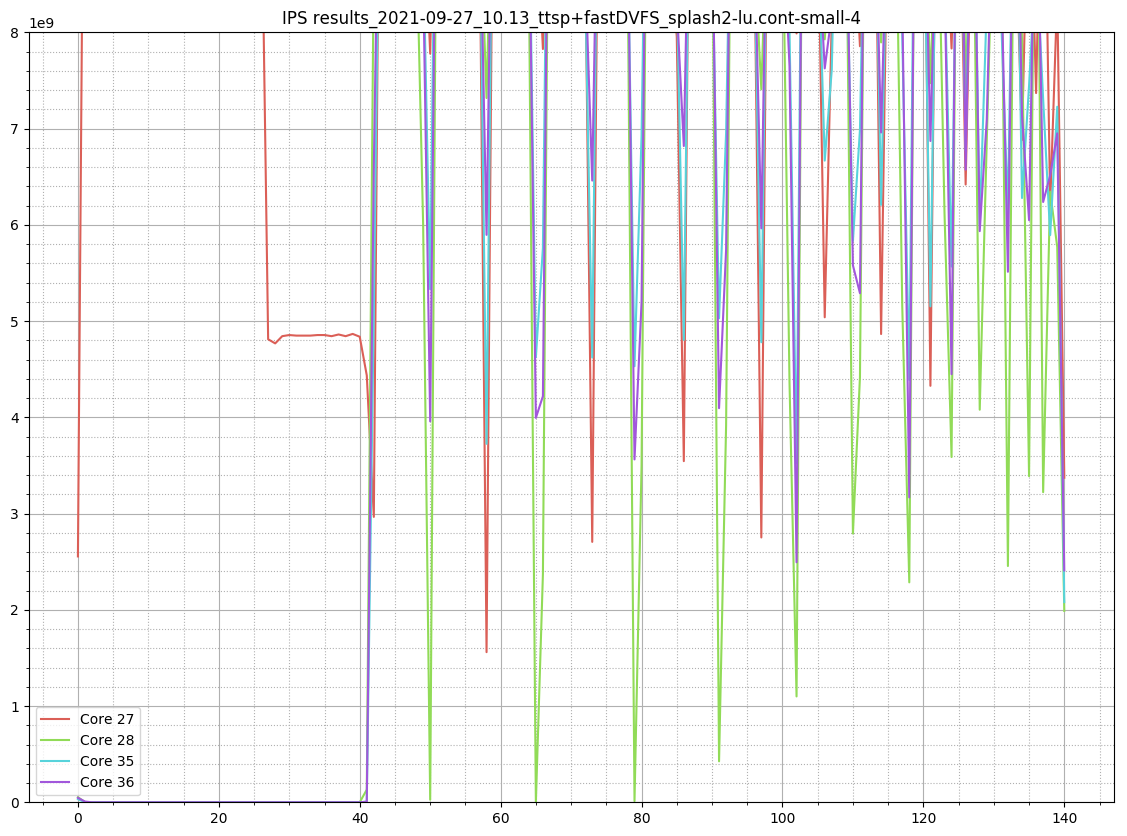 IPS results_2021-09-27_10.13_ttsp+fastDVFS_splash2-lu.cont-small-4
1e9
8
7
6
5
4
3
2
1
0
Core 27
Core 28
Core 35
Core 36
0 20 40 60 80 100 120 140